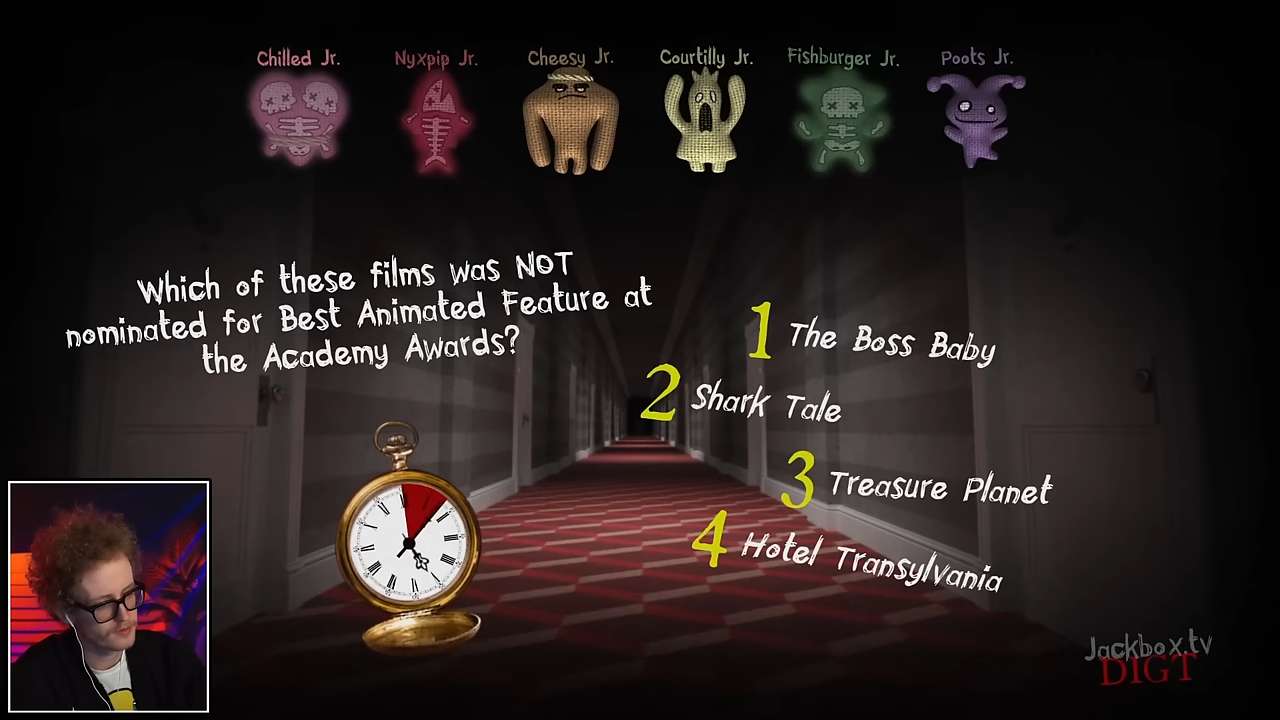 Chilled Jr.
Nyxpip Jr.
Cheesy Jr.
Courtilly Jr.
Fishburger Jr.
Poots Jr.
Which of these films was NOT
nominated for Best Animated Feature at
the Academy Awards?
1 The Boss Baby
2 Shark Tale
3 Treasure Planet
4 Hotel Transylvania
Jackbox.tv
DIGT